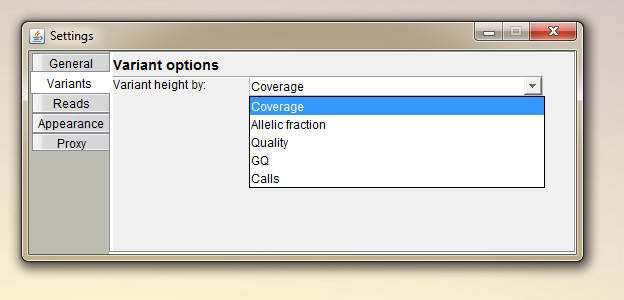 Settings
General
Variants
Reads
Appearance
Proxy
Variant options
Variant height by: Coverage
Coverage
Allelic fraction
Quality
GQ
Calls